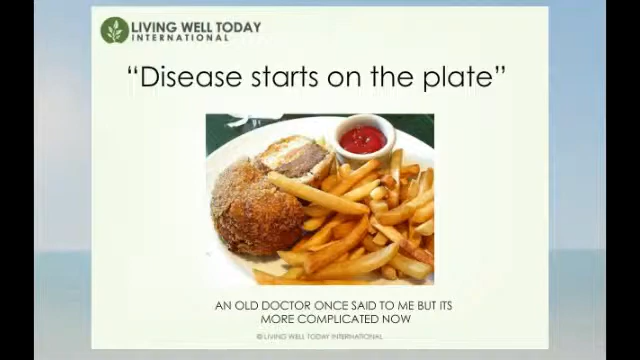 LIVING WELL TODAY
INTERNATIONAL
“Disease starts on the plate”
AN OLD DOCTOR ONCE SAID TO ME BUT ITS
MORE COMPLICATED NOW
© LIVING WELL TODAY INTERNATIONAL